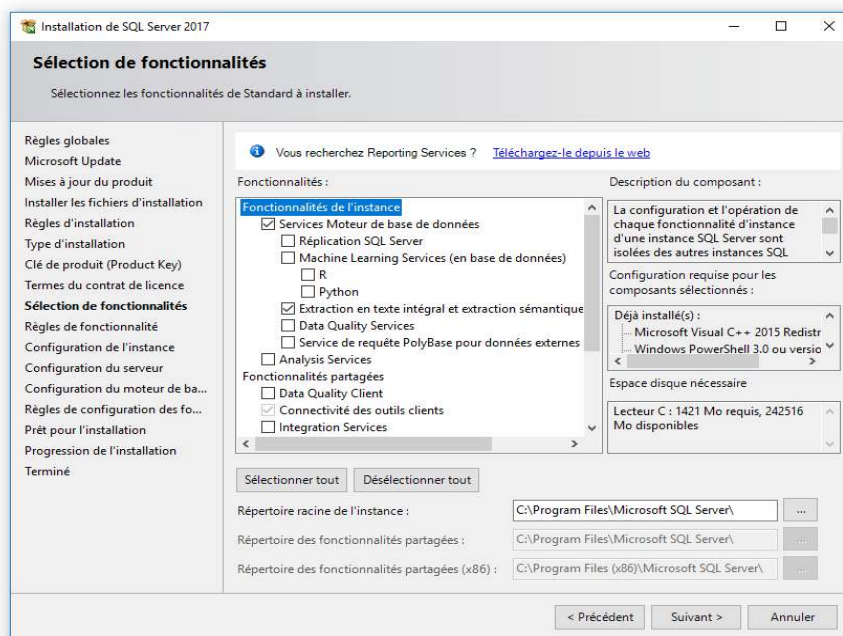 Installation de SQL Server 2017
Sélection de fonctionnalités
Sélectionnez les fonctionnalités de Standard à installer.
Règles globales
Microsoft Update
Mises à jour du produit
Installer les fichiers d'installation
Règles d'installation
Type d'installation
Clé de produit (Product Key)
Termes du contrat de licence
Sélection de fonctionnalités
Règles de fonctionnalité
Configuration de l'instance
Configuration du serveur
Configuration du moteur de ba...
Règles de configuration des fo...
Prêt pour l'installation
Progression de l'installation
Terminé
Vous recherchez Reporting Services ? Téléchargez-le depuis le web
Fonctionnalités :
Fonctionnalités de l'instance
Services Moteur de base de données
Réplication SQL Server
Machine Learning Services (en base de données)
R
Python
Extraction en texte intégral et extraction sémantique
Data Quality Services
Service de requête PolyBase pour données externes
Analysis Services
Fonctionnalités partagées
Data Quality Client
Connectivité des outils clients
Integration Services
Description du composant :
La configuration et l'opération de
chaque fonctionnalité d'instance
d'une instance SQL Server sont
isolées des autres instances SQL
Configuration requise pour les
composants sélectionnés :
Déjà installé(s) :
Microsoft Visual C++ 2015 Redistr
Windows PowerShell 3.0 ou versio
Espace disque nécessaire
Lecteur C : 1421 Mo requis, 242516
Mo disponibles
Sélectionner tout Désélectionner tout
Répertoire racine de l'instance : C:\Program Files\Microsoft SQL Server\ ...
Répertoire des fonctionnalités partagées : C:\Program Files\Microsoft SQL Server\ ...
Répertoire des fonctionnalités partagées (x86) : C:\Program Files (x86)\Microsoft SQL Server\ ...
< Précédent Suivant > Annuler